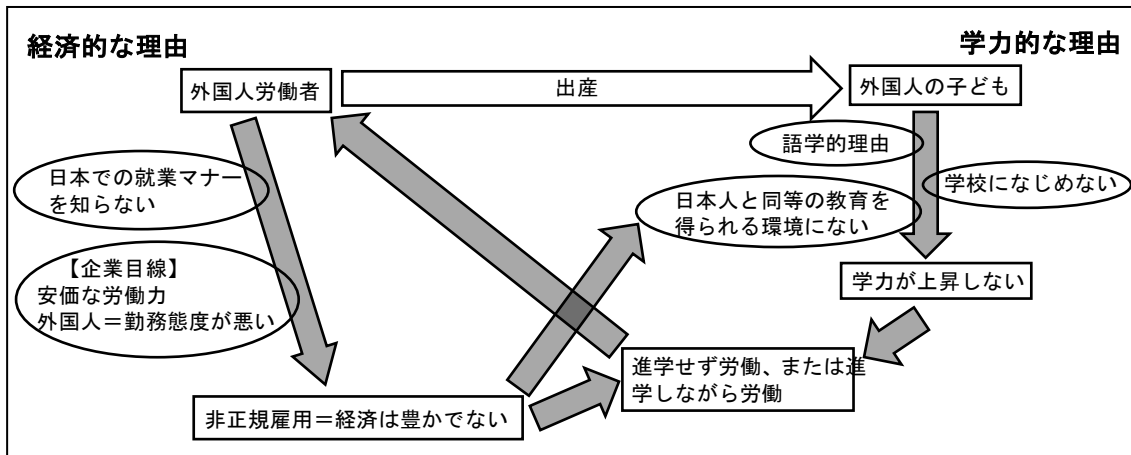 経済的な理由
学力的な理由
外国人労働者
出産
外国人の子ども
語学的理由
日本での就業マナー
を知らない
学校になじめない
日本人と同等の教育を
得られる環境にない
【企業目線】
安価な労働力
外国人＝勤務態度が悪い
学力が上昇しない
進学せず労働、または進
学しながら労働
非正規雇用＝経済は豊かでない